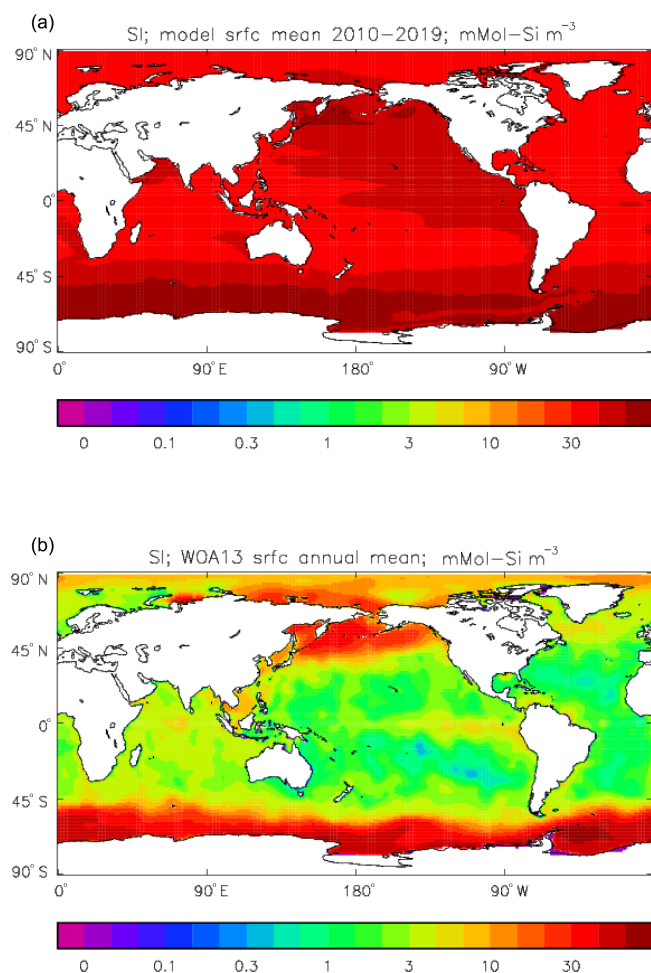 (a)
SI; model srfc mean 2010–2019; mMol–Si m⁻³
90° N
45° N
0°
45° S
90° S
0° 90° E 180° 90° W
0 0.1 0.3 1 3 10 30
(b)
SI; WOA13 srfc annual mean; mMol–Si m⁻³
90° N
45° N
0°
45° S
90° S
0° 90° E 180° 90° W
0 0.1 0.3 1 3 10 30